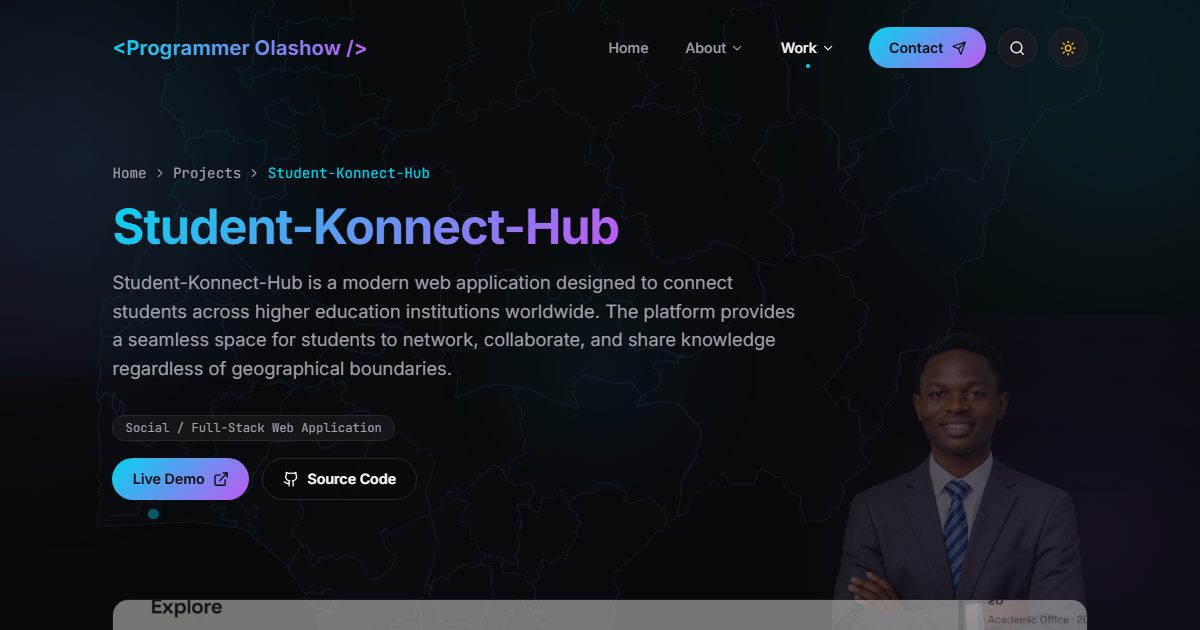 <Programmer Olashow />
Home About Work Contact
Home > Projects > Student-Konnect-Hub
Student-Konnect-Hub
Student-Konnect-Hub is a modern web application designed to connect
students across higher education institutions worldwide. The platform provides
a seamless space for students to network, collaborate, and share knowledge
regardless of geographical boundaries.
Social / Full-Stack Web Application
Live Demo Source Code
Explore
20
Academic Office · 20